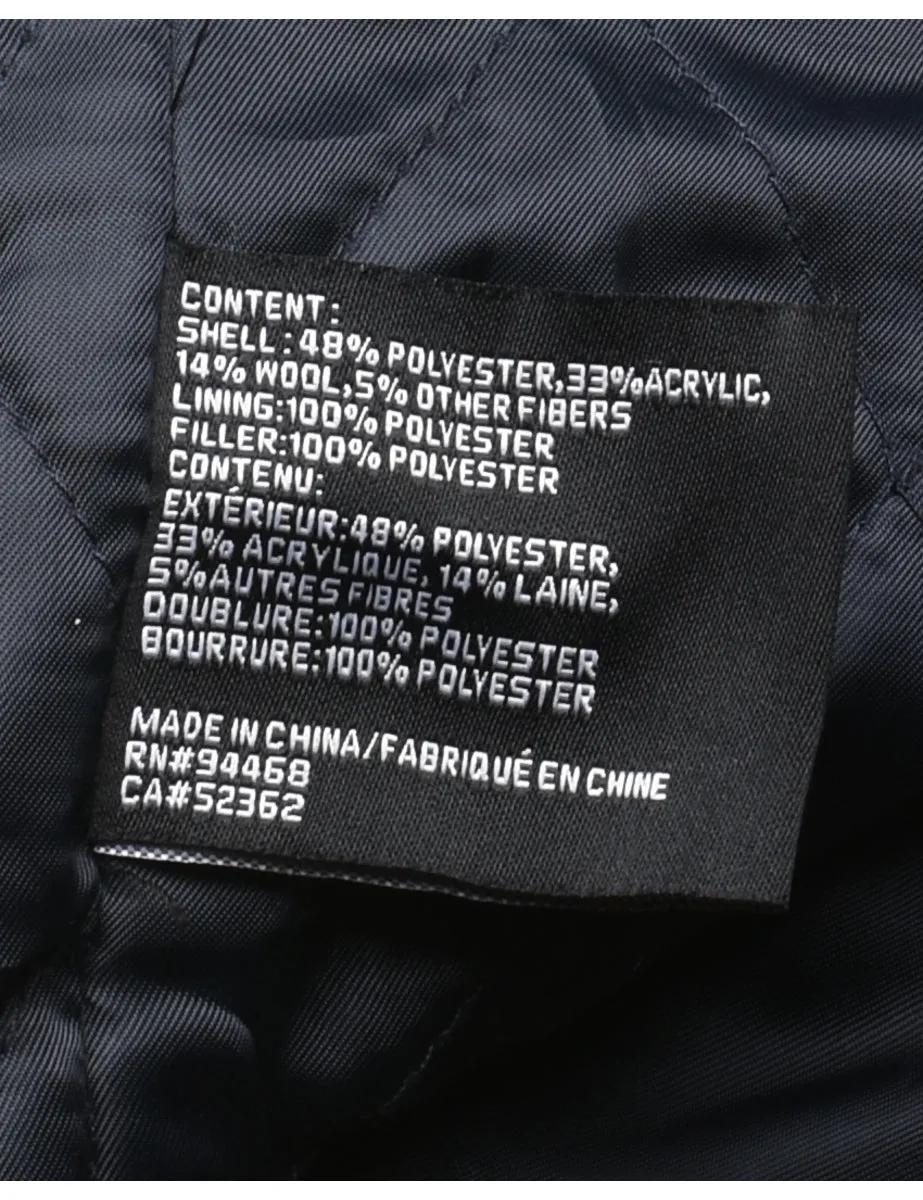 CONTENT:
SHELL:48% POLYESTER,33%ACRYLIC,
14% WOOL,5% OTHER FIBERS
LINING:100% POLYESTER
FILLER:100% POLYESTER
CONTENU:
EXTÉRIEUR:48% POLYESTER,
33% ACRYLIQUE, 14% LAINE,
5%AUTRES FIBRES
DOUBLURE:100% POLYESTER
BOURRURE:100% POLYESTER
MADE IN CHINA/FABRIQUÉ EN CHINE
RN#94468
CA#52362